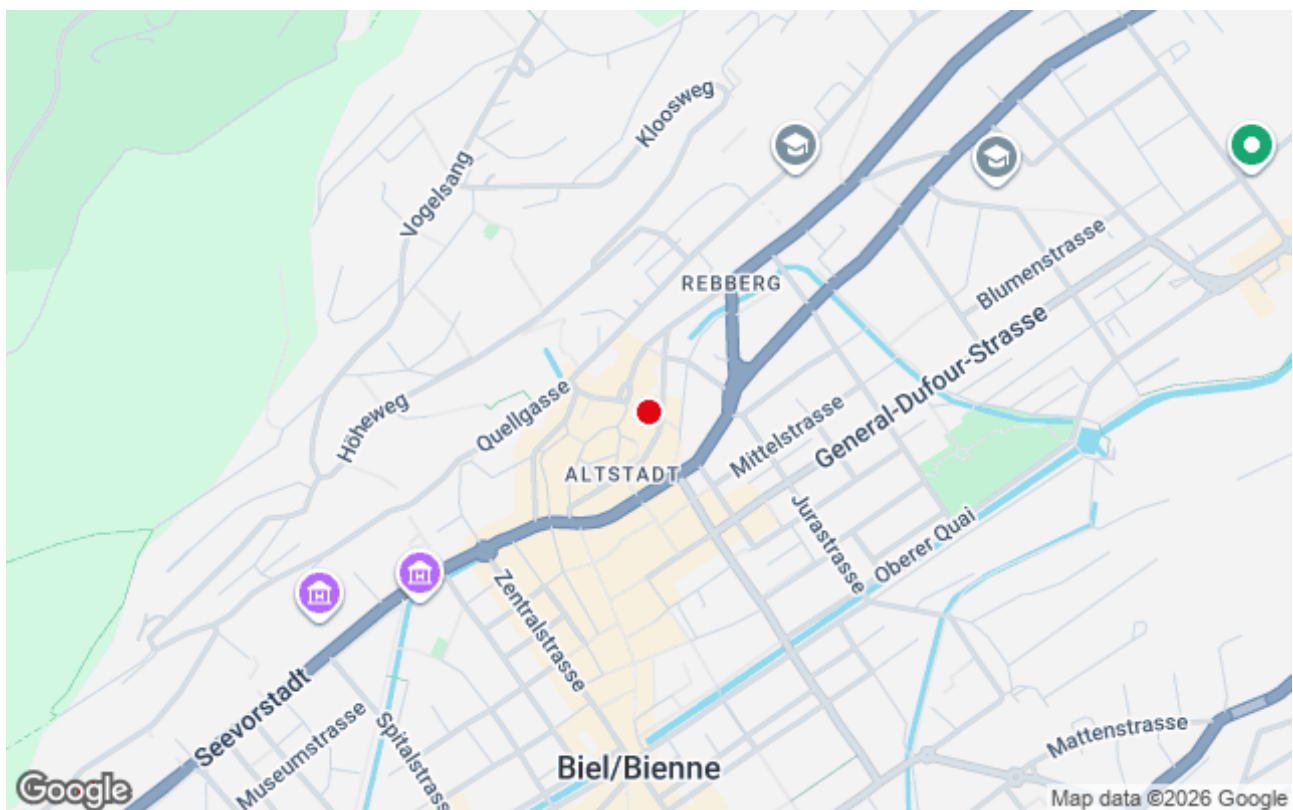 Kloosweg
Vogelsang
REBBERG
Blumenstrasse
General-Dufour-Strasse
Höheweg
Quellgasse
Mittelstrasse
ALTSTADT
Jurastrasse
Oberer Quai
Zentralstrasse
Seevorstadt
Museumstrasse
Spitalstrasse
Mattenstrasse
Biel/Bienne
Google
Map data ©2026 Google